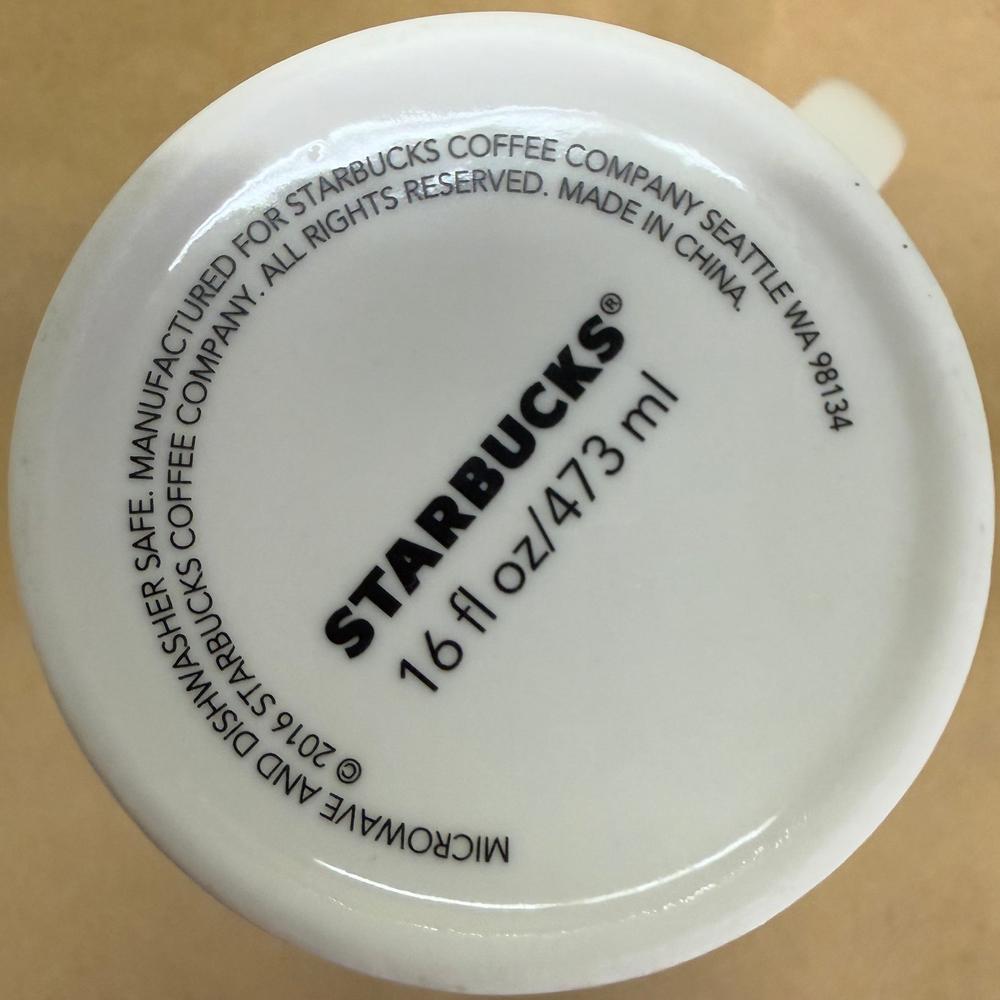 MICROWAVE AND DISHWASHER SAFE. MANUFACTURED FOR STARBUCKS COFFEE COMPANY SEATTLE WA 98134
© 2016 STARBUCKS COFFEE COMPANY. ALL RIGHTS RESERVED. MADE IN CHINA.
STARBUCKS®
16 fl oz/473 ml